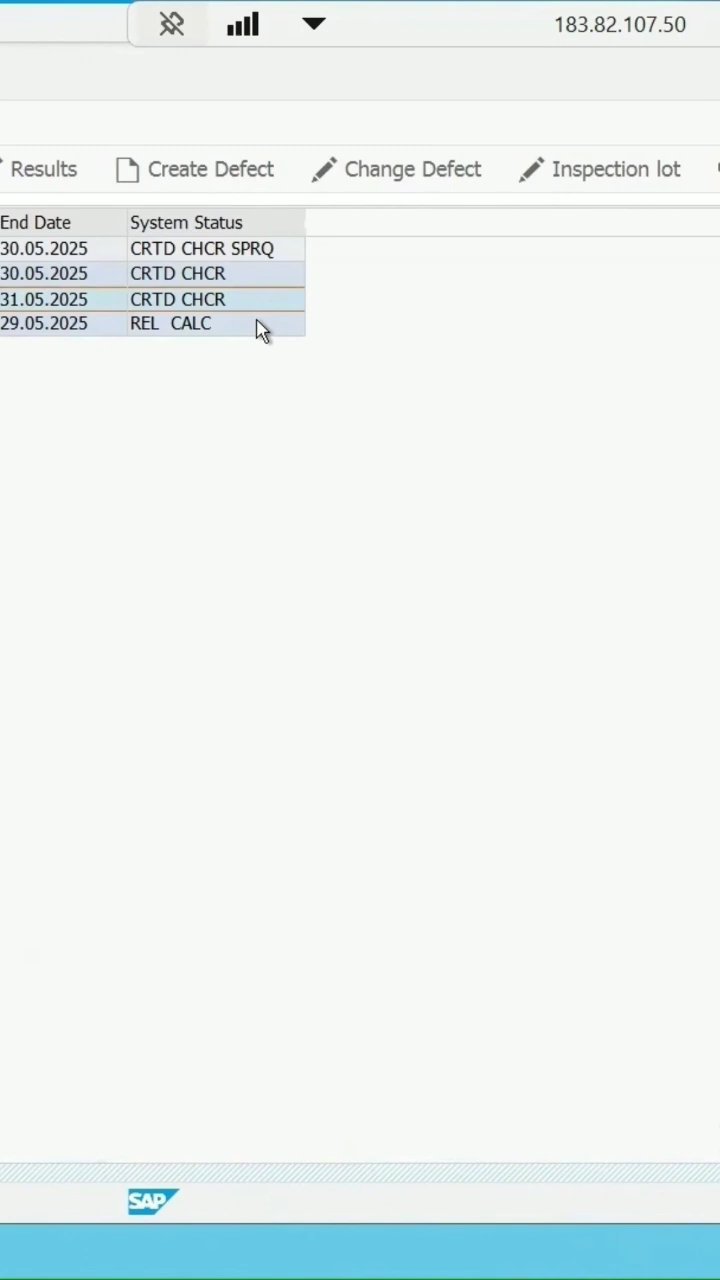 183.82.107.50
Results Create Defect Change Defect Inspection lot
End Date System Status
30.05.2025 CRTD CHCR SPRQ
30.05.2025 CRTD CHCR
31.05.2025 CRTD CHCR
29.05.2025 REL CALC
SAP